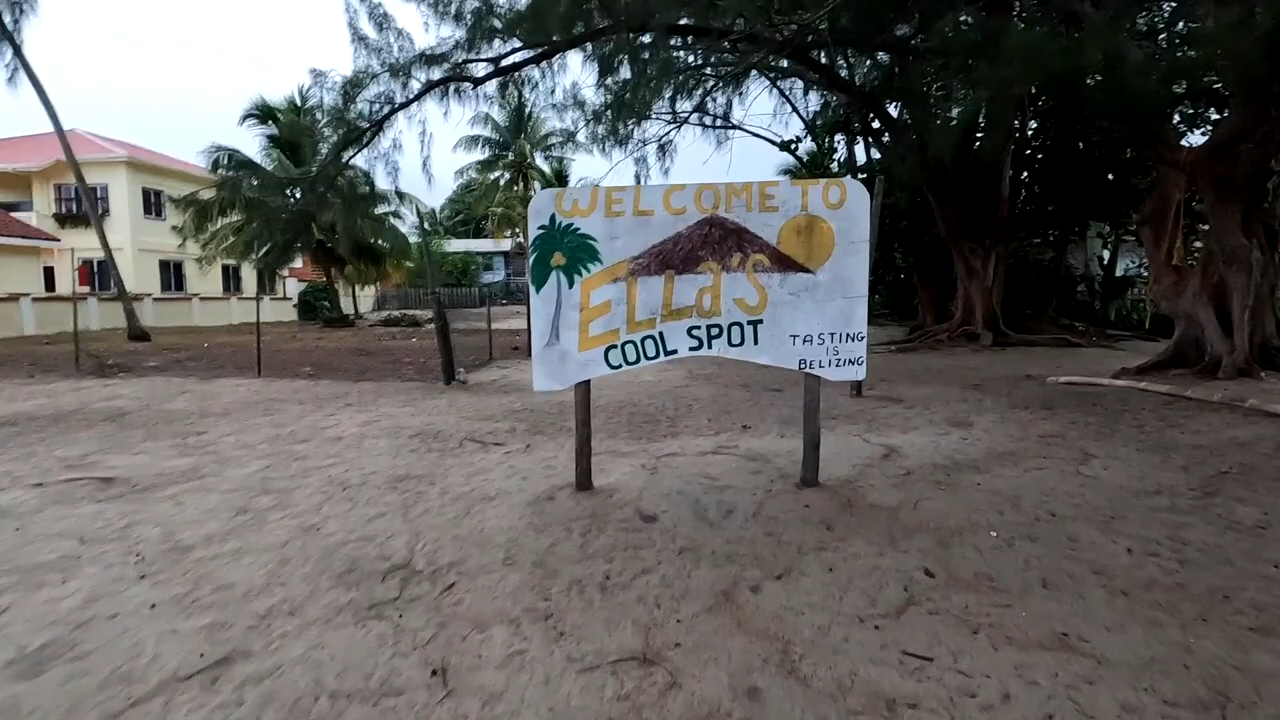 WELCOME TO
ELLa'S
COOL SPOT
TASTING
IS
BELIZING